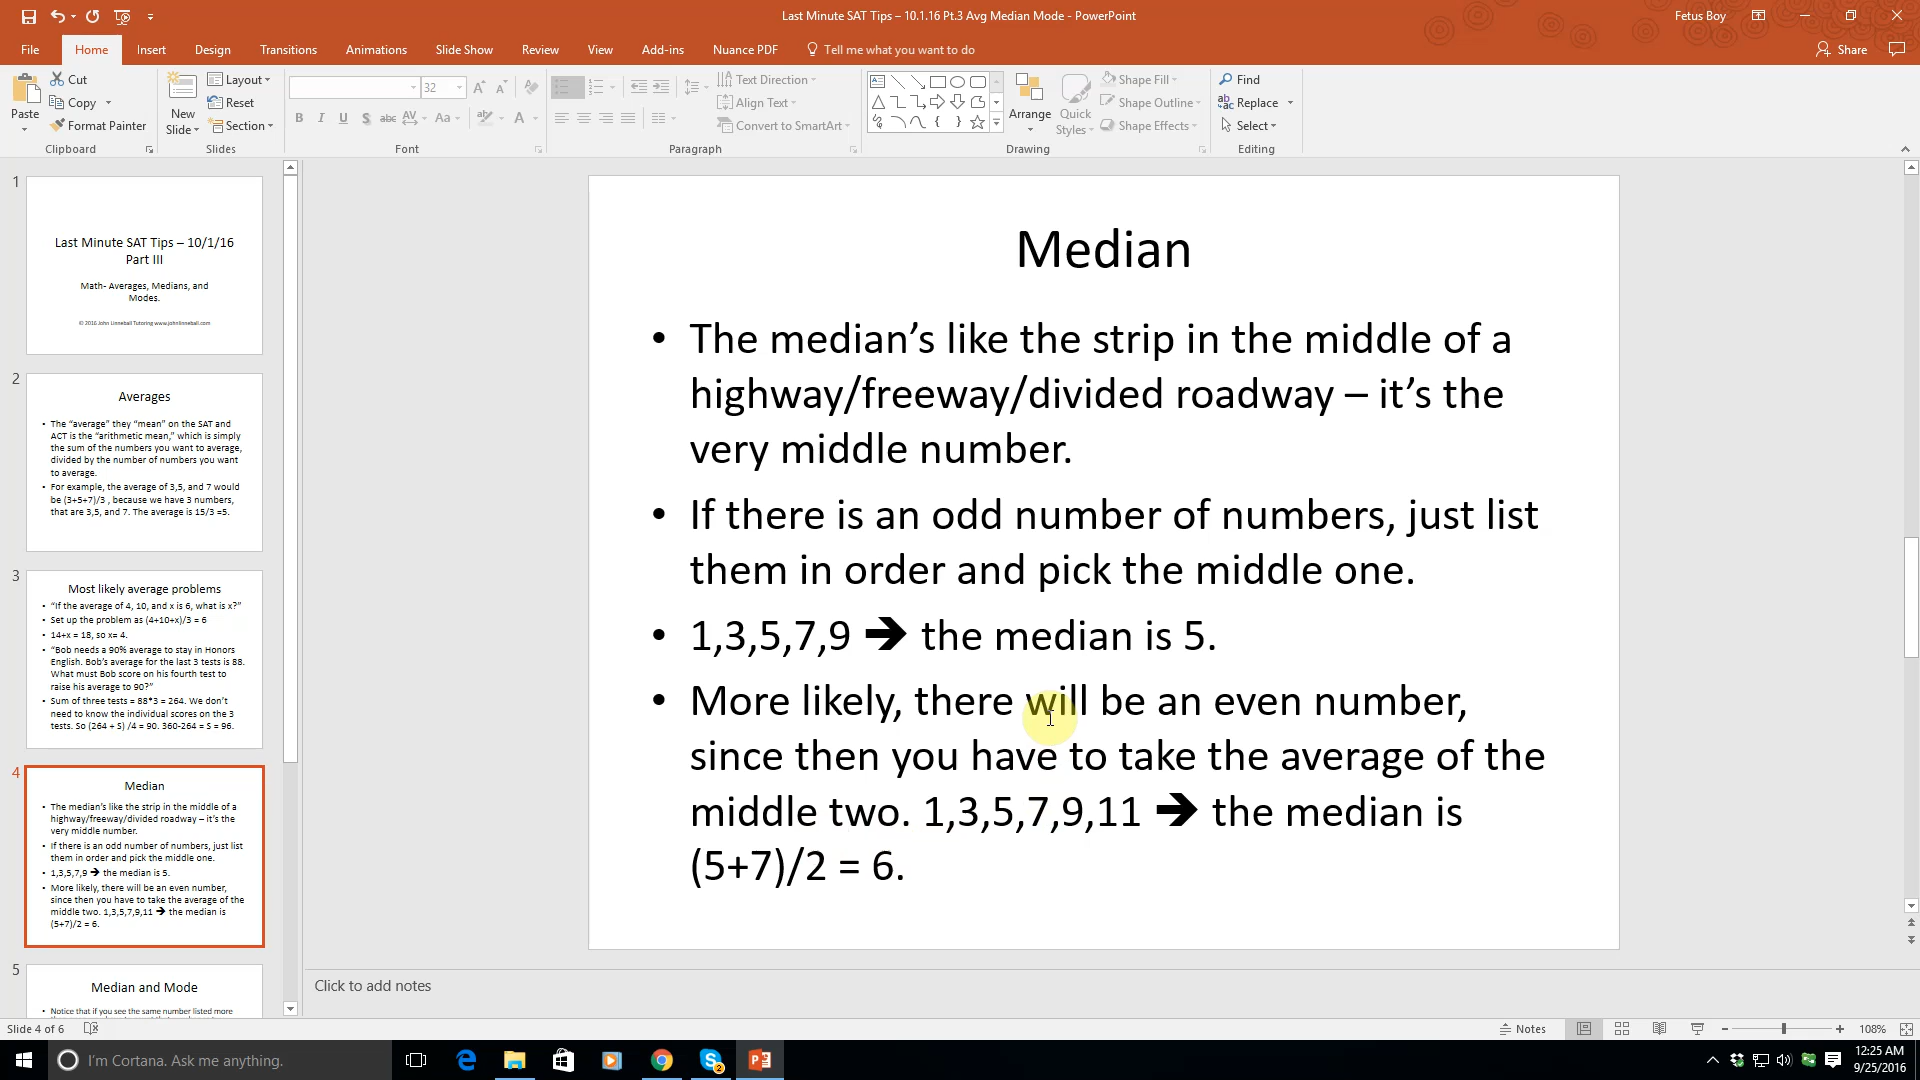 Last Minute SAT Tips – 10.1.16 Pt.3 Avg Median Mode - PowerPoint
Fetus Boy
File
Home
Insert
Design
Transitions
Animations
Slide Show
Review
View
Add-ins
Nuance PDF
Tell me what you want to do
Share
Paste
Cut
Copy
Format Painter
Clipboard
New
Slide
Layout
Reset
Section
Slides
32
B I U S abc AV Aa A
Font
Text Direction
Align Text
Convert to SmartArt
Paragraph
Arrange
Quick
Styles
Shape Fill
Shape Outline
Shape Effects
Drawing
Find
Replace
Select
Editing
1
Last Minute SAT Tips – 10/1/16
Part III
Math- Averages, Medians, and
Modes.
© 2016 John Linneball Tutoring www.johnlinneball.com
2
Averages
• The “average” they “mean” on the SAT and
ACT is the “arithmetic mean,” which is simply
the sum of the numbers you want to average,
divided by the number of numbers you want
to average.
• For example, the average of 3,5, and 7 would
be (3+5+7)/3 , because we have 3 numbers,
that are 3,5, and 7. The average is 15/3 =5.
3
Most likely average problems
• “If the average of 4, 10, and x is 6, what is x?”
• Set up the problem as (4+10+x)/3 = 6
• 14+x = 18, so x= 4.
• “Bob needs a 90% average to stay in Honors
English. Bob’s average for the last 3 tests is 88.
What must Bob score on his fourth test to
raise his average to 90?”
• Sum of three tests = 88*3 = 264. We don’t
need to know the individual scores on the 3
tests. So (264 + S) /4 = 90. 360-264 = S = 96.
4
Median
• The median’s like the strip in the middle of a
highway/freeway/divided roadway – it’s the
very middle number.
• If there is an odd number of numbers, just list
them in order and pick the middle one.
• 1,3,5,7,9 ➔ the median is 5.
• More likely, there will be an even number,
since then you have to take the average of the
middle two. 1,3,5,7,9,11 ➔ the median is
(5+7)/2 = 6.
5
Median and Mode
• Notice that if you see the same number listed more
Median
• The median’s like the strip in the middle of a
highway/freeway/divided roadway – it’s the
very middle number.
• If there is an odd number of numbers, just list
them in order and pick the middle one.
• 1,3,5,7,9 ➔ the median is 5.
• More likely, there will be an even number,
since then you have to take the average of the
middle two. 1,3,5,7,9,11 ➔ the median is
(5+7)/2 = 6.
Click to add notes
Slide 4 of 6
Notes
108%
I’m Cortana. Ask me anything.
2
12:25 AM
9/25/2016